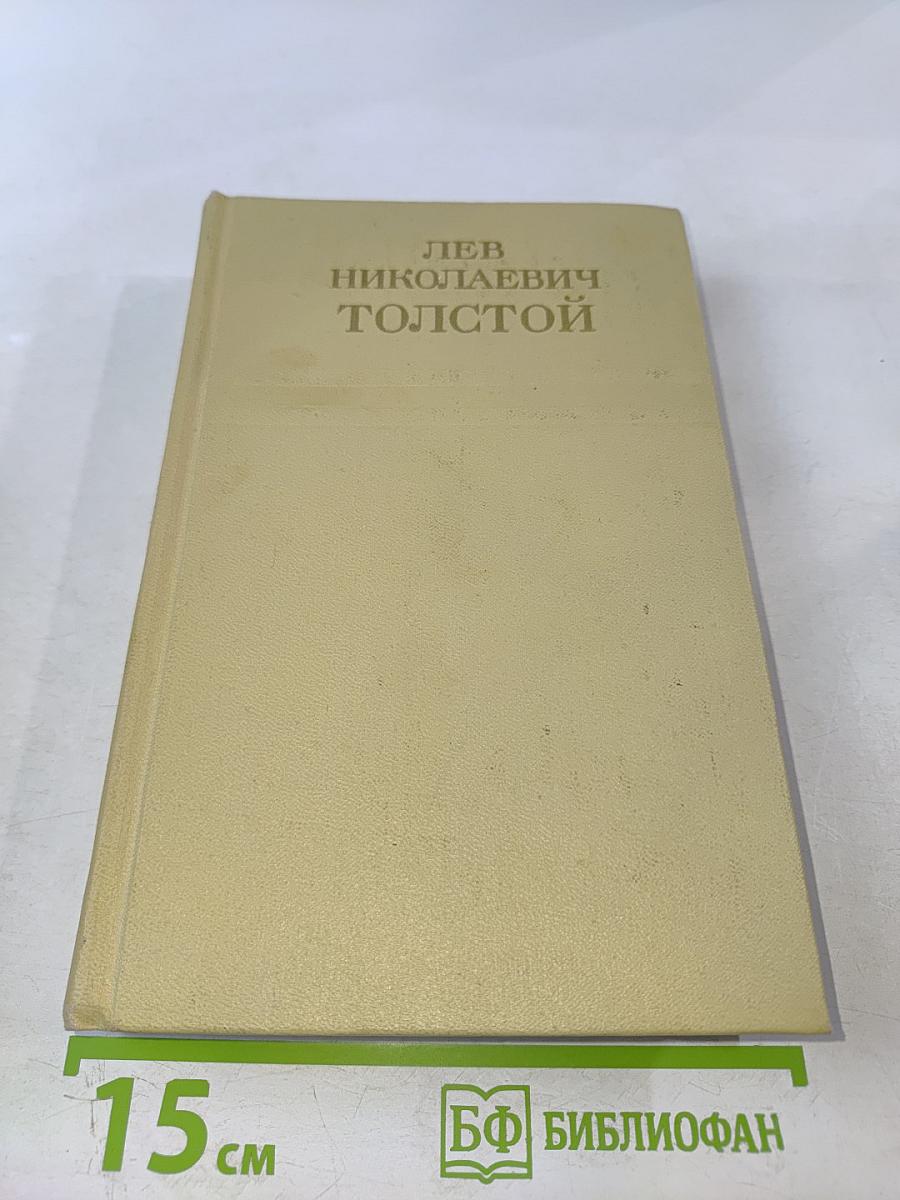 ЛЕВ
НИКОЛАЕВИЧ
ТОЛСТОЙ
15 см
БФ БИБЛИОФАН